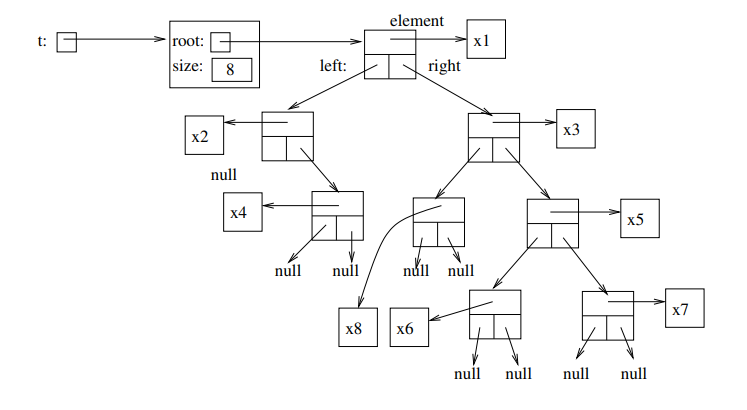 element
t:
root:
x1
size:
8
left:
right
x2
x3
null
x4
x5
null
null
null
null
x8
x6
x7
null
null
null
null